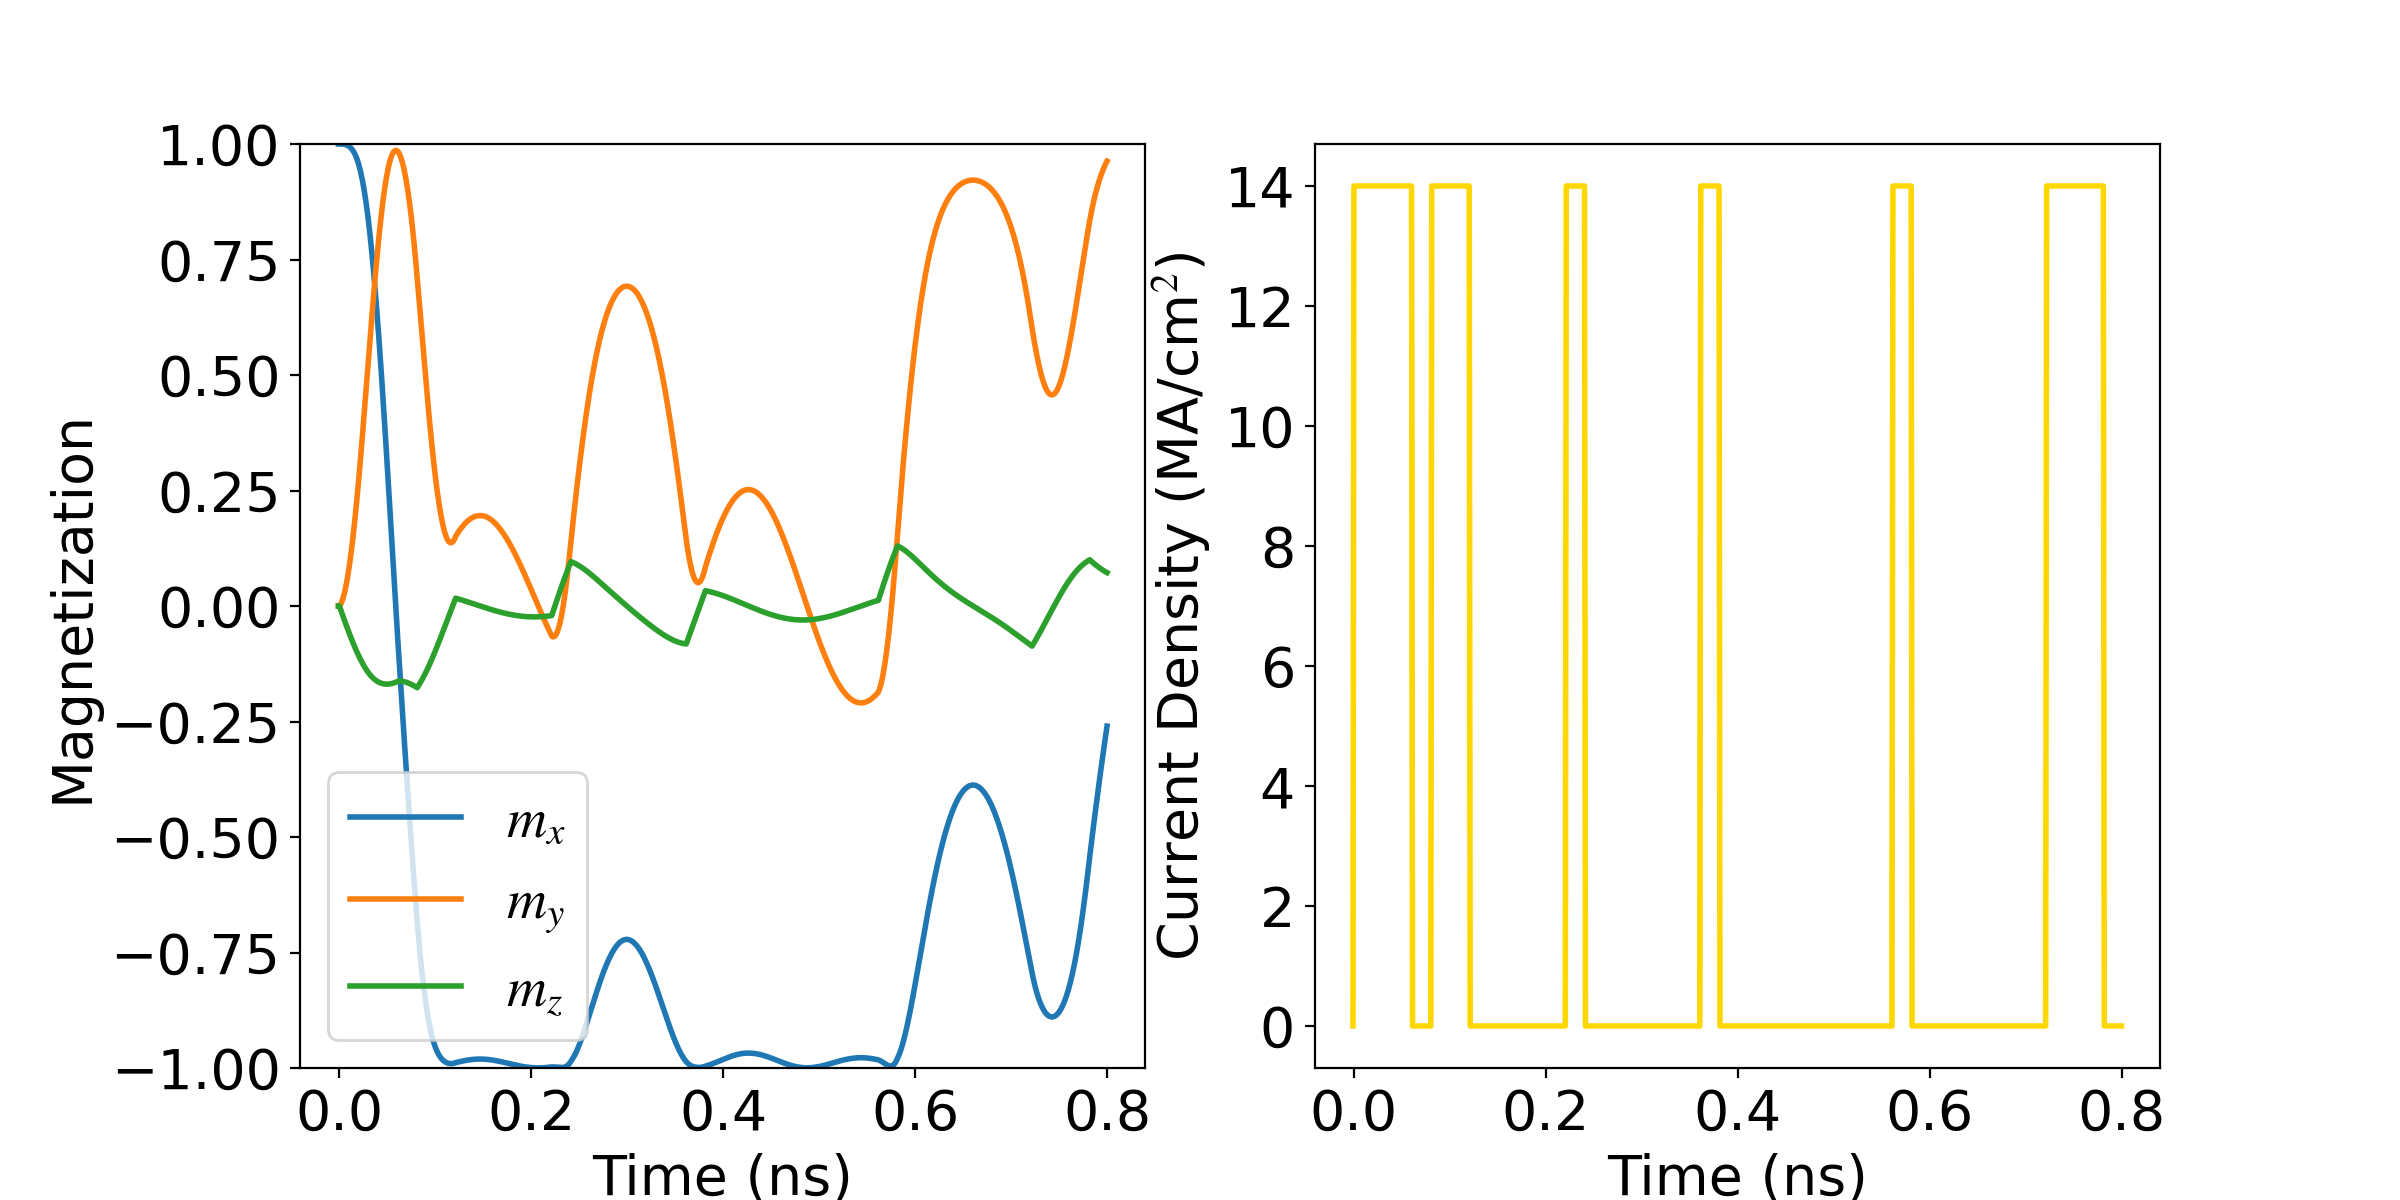 1.00
0.75
0.50
0.25
0.00
−0.25
−0.50
−0.75
−1.00
Magnetization
m_x
m_y
m_z
0.0 0.2 0.4 0.6 0.8
Time (ns)
14
12
10
8
6
4
2
0
Current Density (MA/cm²)
0.0 0.2 0.4 0.6 0.8
Time (ns)